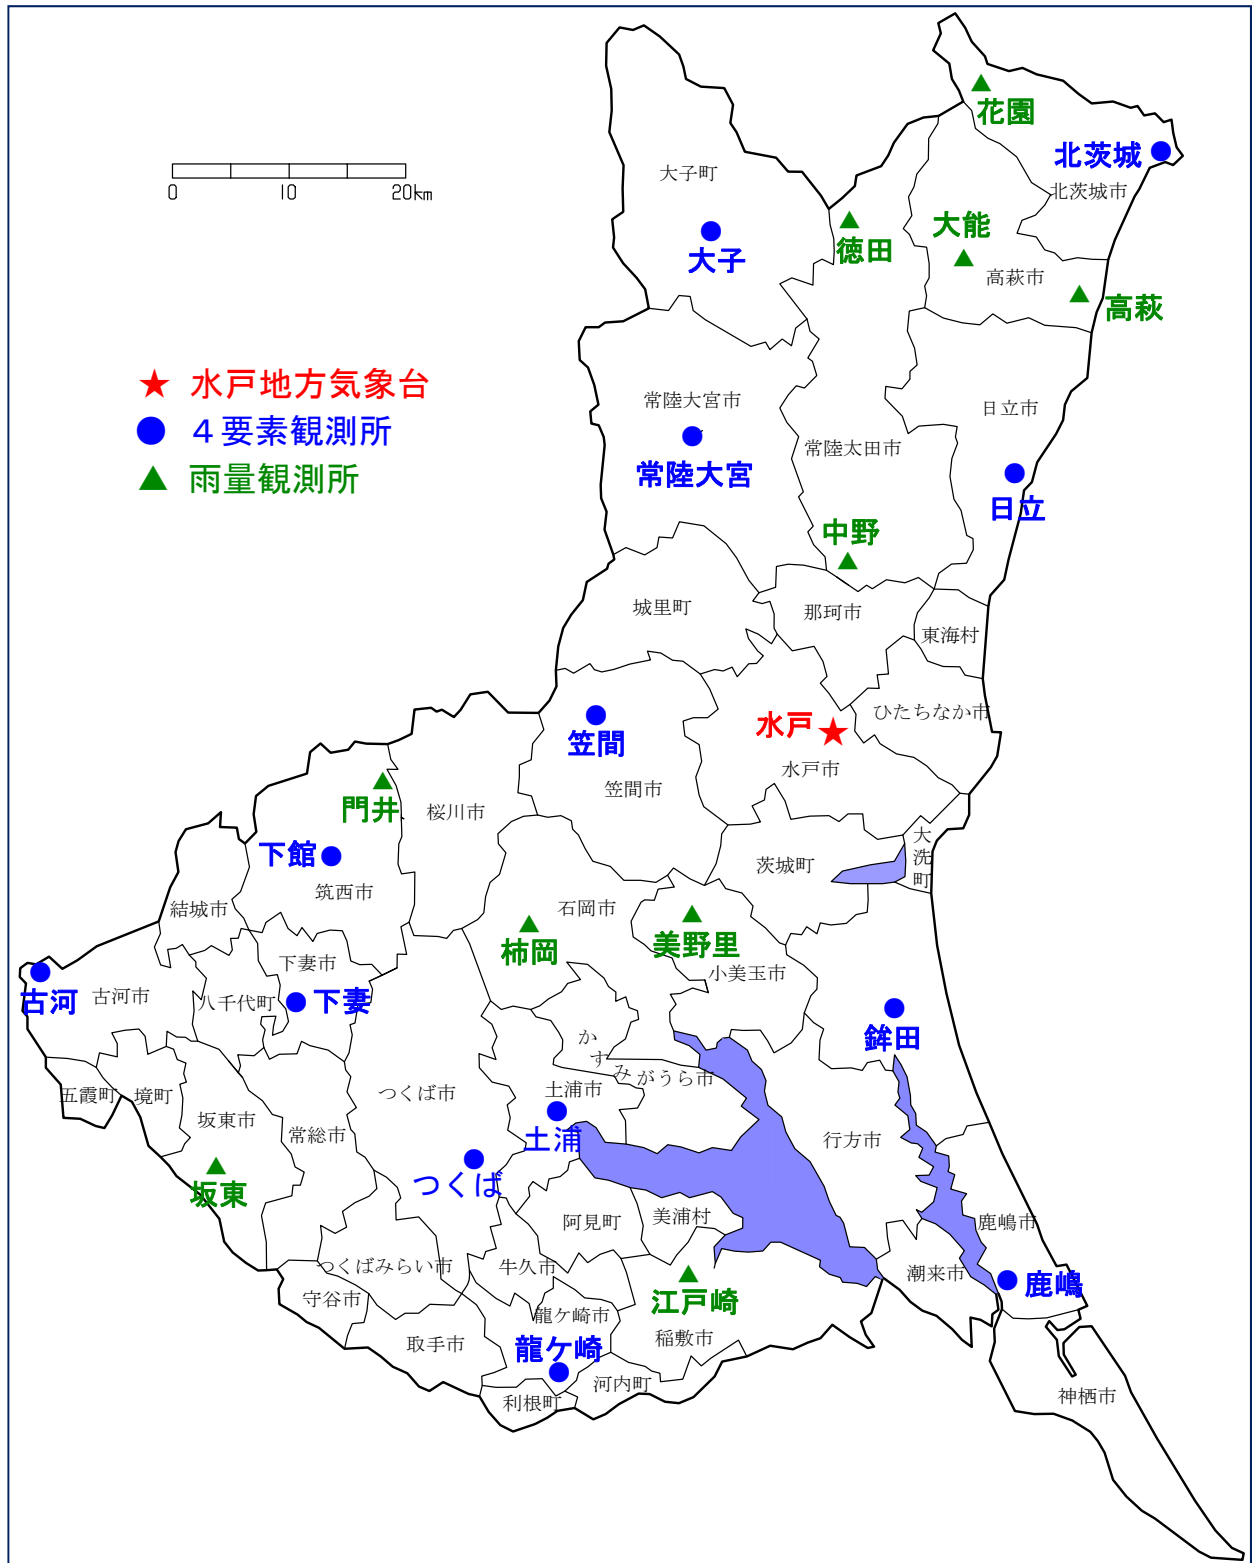 花園
北茨城
北茨城市
大子町
0 10 20km
大能
徳田
大子
高萩市
高萩
水戸地方気象台
４要素観測所
雨量観測所
常陸大宮市
常陸大宮
常陸太田市
日立市
日立
中野
城里町
那珂市
東海村
ひたちなか市
水戸
水戸市
笠間
笠間市
門井
桜川市
下館
筑西市
茨城町
大洗町
結城市
石岡市
柿岡
美野里
小美玉市
古河
古河市
下妻市
八千代町
下妻
鉾田
かすみがうら市
五霞町
境町
坂東市
坂東
常総市
つくば市
つくば
土浦市
土浦
行方市
阿見町
美浦村
鹿嶋市
鹿嶋
潮来市
つくばみらい市
牛久市
守谷市
取手市
龍ケ崎市
龍ケ崎
江戸崎
稲敷市
河内町
利根町
神栖市